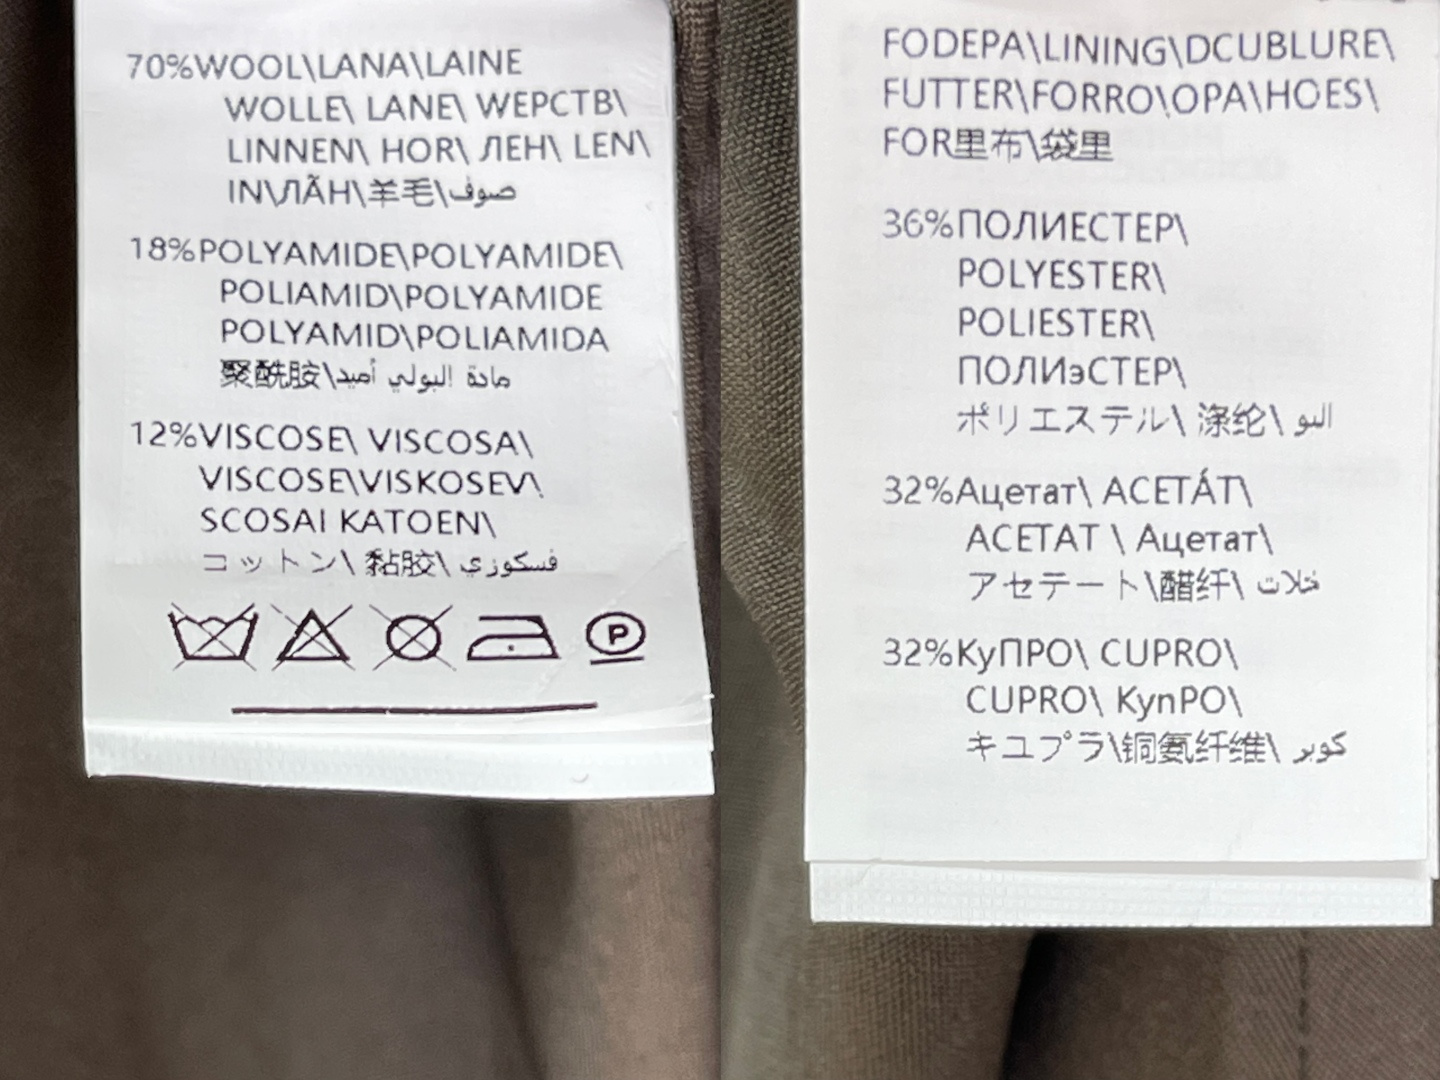 70%WOOL\LANA\LAINE
WOLLE\ LANE\ WEPCTB\
LINNEN\ HOR\ ЛЕН\ LEN\
IN\ЛÃН\羊毛\صوف
18%POLYAMIDE\POLYAMIDE\
POLIAMID\POLYAMIDE
POLYAMID\POLIAMIDA
聚酰胺\مادة البولي أميد
12%VISCOSE\ VISCOSA\
VISCOSE\VISKOSEV\
SCOSAI KATOEN\
コットン\ 黏胶\ فسكوزي
P
FODEPA\LINING\DCUBLURE\
FUTTER\FORRO\OPA\HOES\
FOR里布\袋里
36%ПОЛИЕСТЕР\
POLYESTER\
POLIESTER\
ПОЛИэСТЕР\
ポリエステル\ 涤纶\ البو
32%Ацетат\ ACETÁT\
ACETAT \ Ацетат\
アセテート\醋纤\ خلات
32%КуПРО\ CUPRO\
CUPRO\ КупРО\
キユプラ\铜氨纤维\ كوبر